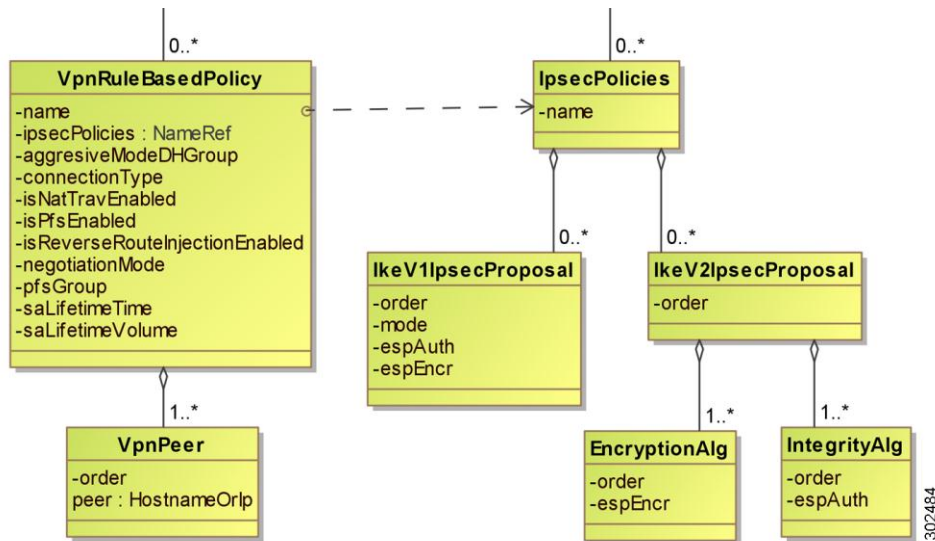 0..*
0..*
VpnRuleBasedPolicy
-name
-ipsecPolicies : NameRef
-aggresiveModeDHGroup
-connectionType
-isNatTravEnabled
-isPfsEnabled
-isReverseRouteInjectionEnabled
-negotiationMode
-pfsGroup
-saLifetimeTime
-saLifetimeVolume
IpsecPolicies
-name
0..*
0..*
IkeV1IpsecProposal
-order
-mode
-espAuth
-espEncr
IkeV2IpsecProposal
-order
1..*
1..*
1..*
VpnPeer
-order
peer : HostnameOrIp
EncryptionAlg
-order
-espEncr
IntegrityAlg
-order
-espAuth
302484